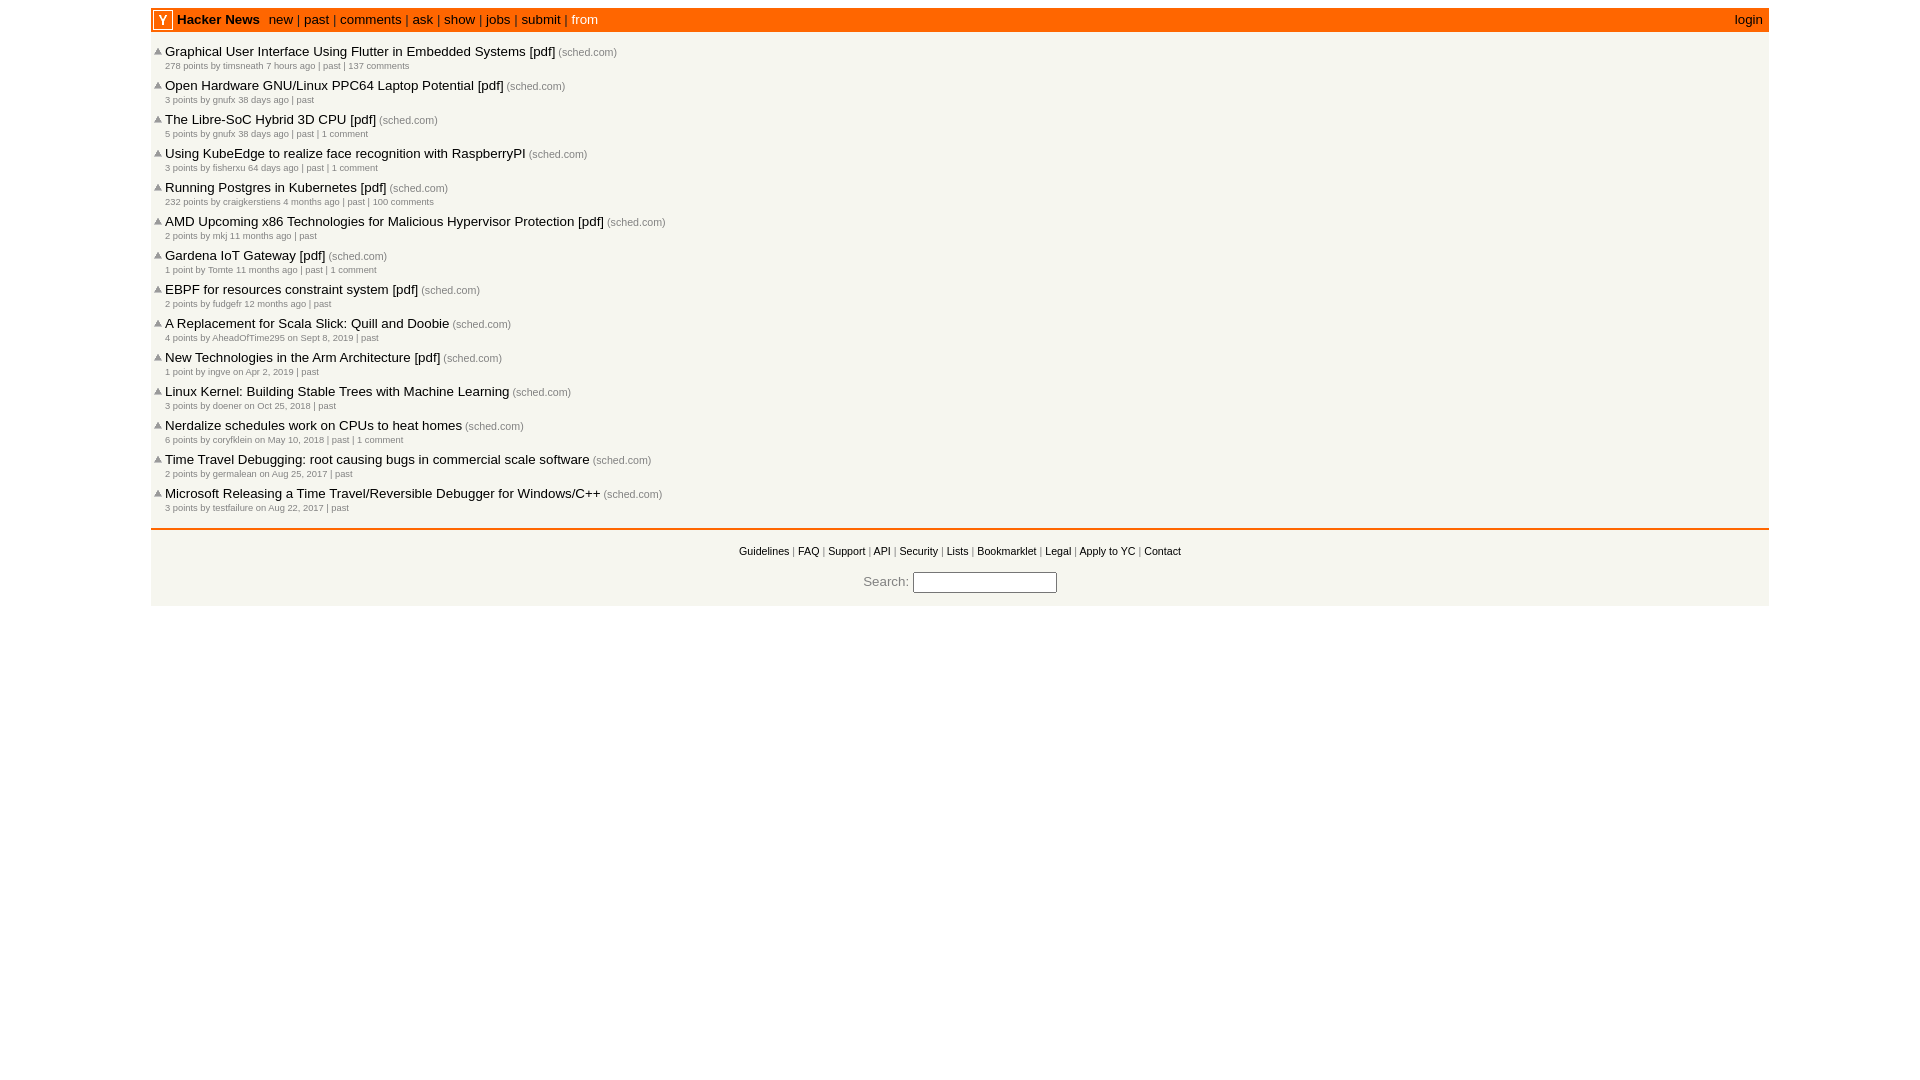 Y Hacker News new | past | comments | ask | show | jobs | submit | from login
Graphical User Interface Using Flutter in Embedded Systems [pdf] (sched.com)
278 points by timsneath 7 hours ago | past | 137 comments
Open Hardware GNU/Linux PPC64 Laptop Potential [pdf] (sched.com)
3 points by gnufx 38 days ago | past
The Libre-SoC Hybrid 3D CPU [pdf] (sched.com)
5 points by gnufx 38 days ago | past | 1 comment
Using KubeEdge to realize face recognition with RaspberryPI (sched.com)
3 points by fisherxu 64 days ago | past | 1 comment
Running Postgres in Kubernetes [pdf] (sched.com)
232 points by craigkerstiens 4 months ago | past | 100 comments
AMD Upcoming x86 Technologies for Malicious Hypervisor Protection [pdf] (sched.com)
2 points by mkj 11 months ago | past
Gardena IoT Gateway [pdf] (sched.com)
1 point by Tomte 11 months ago | past | 1 comment
EBPF for resources constraint system [pdf] (sched.com)
2 points by fudgefr 12 months ago | past
A Replacement for Scala Slick: Quill and Doobie (sched.com)
4 points by AheadOfTime295 on Sept 8, 2019 | past
New Technologies in the Arm Architecture [pdf] (sched.com)
1 point by ingve on Apr 2, 2019 | past
Linux Kernel: Building Stable Trees with Machine Learning (sched.com)
3 points by doener on Oct 25, 2018 | past
Nerdalize schedules work on CPUs to heat homes (sched.com)
6 points by coryfklein on May 10, 2018 | past | 1 comment
Time Travel Debugging: root causing bugs in commercial scale software (sched.com)
2 points by germalean on Aug 25, 2017 | past
Microsoft Releasing a Time Travel/Reversible Debugger for Windows/C++ (sched.com)
3 points by testfailure on Aug 22, 2017 | past
Guidelines | FAQ | Support | API | Security | Lists | Bookmarklet | Legal | Apply to YC | Contact
Search: